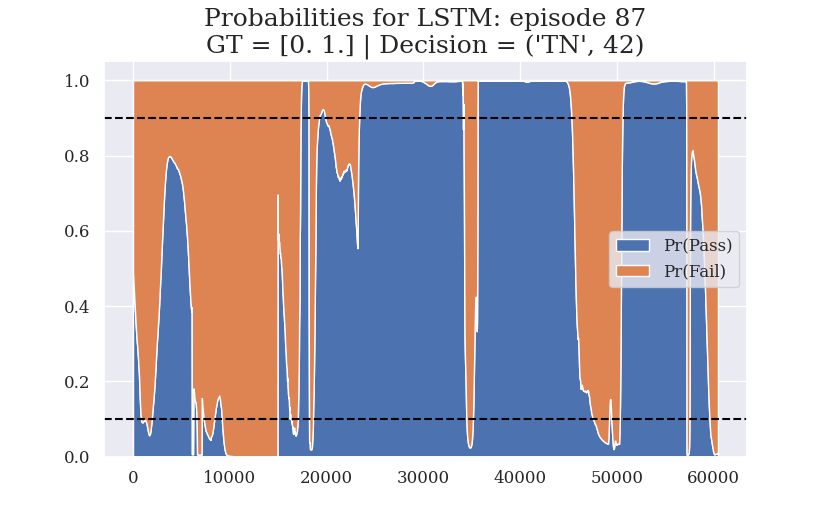 Probabilities for LSTM: episode 87
GT = [0. 1.] | Decision = ('TN', 42)
1.0
0.8
0.6
0.4
0.2
0.0
Pr(Pass)
Pr(Fail)
0 10000 20000 30000 40000 50000 60000